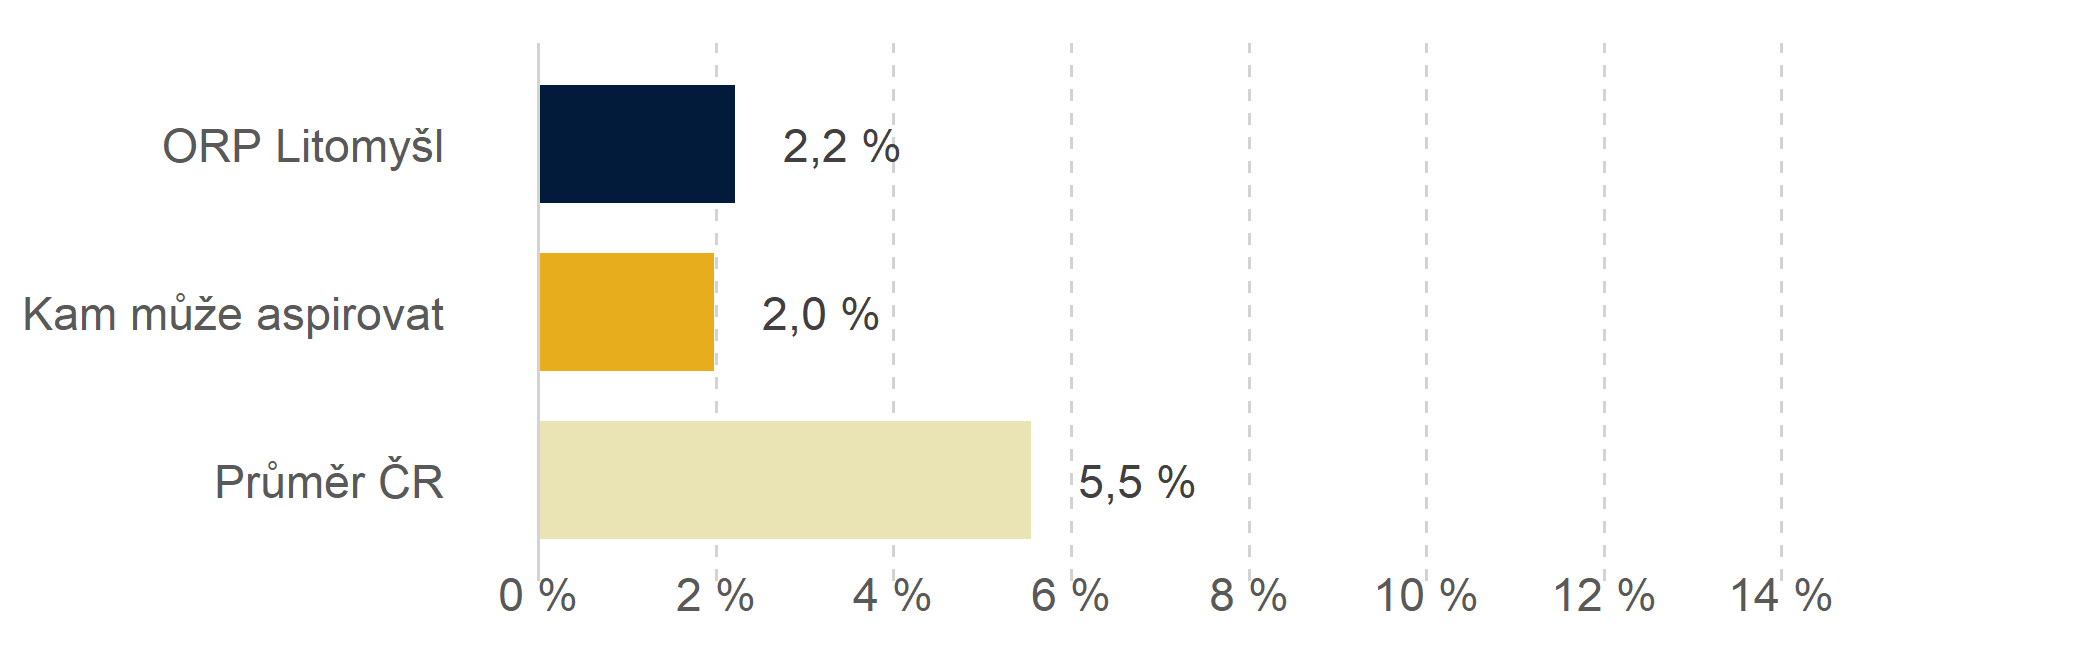 ORP Litomyšl
2,2 %
Kam může aspirovat
2,0 %
Průměr ČR
5,5 %
0 % 2 % 4 % 6 % 8 % 10 % 12 % 14 %